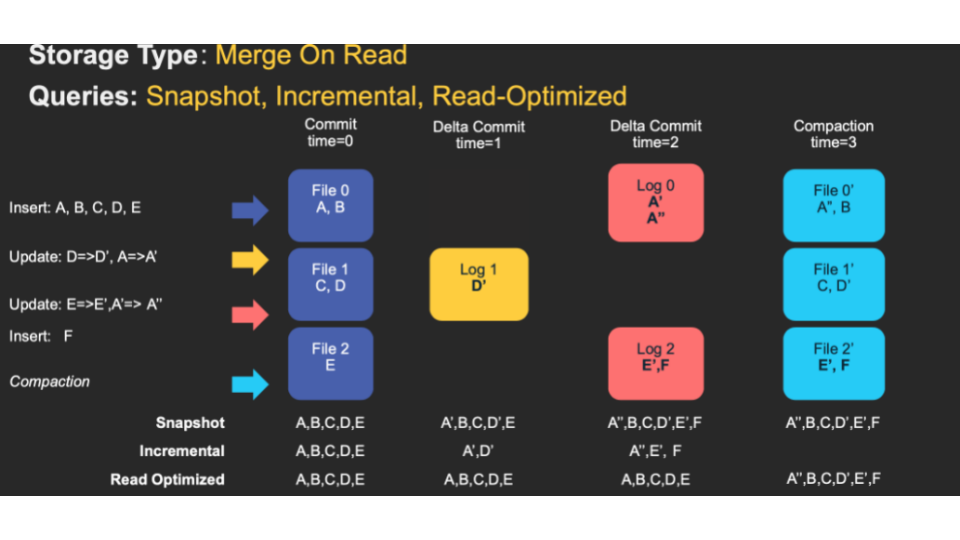 Storage Type: Merge On Read
Queries: Snapshot, Incremental, Read-Optimized
Commit
time=0
Delta Commit
time=1
Delta Commit
time=2
Compaction
time=3
Insert: A, B, C, D, E
Update: D=>D', A=>A'
Update: E=>E',A'=> A"
Insert: F
Compaction
File 0
A, B
File 1
C, D
File 2
E
Log 1
D'
Log 0
A'
A"
Log 2
E',F
File 0'
A", B
File 1'
C, D'
File 2'
E', F
Snapshot A,B,C,D,E A',B,C,D',E A",B,C,D',E',F A",B,C,D',E',F
Incremental A,B,C,D,E A',D' A",E', F
Read Optimized A,B,C,D,E A,B,C,D,E A,B,C,D,E A",B,C,D',E',F